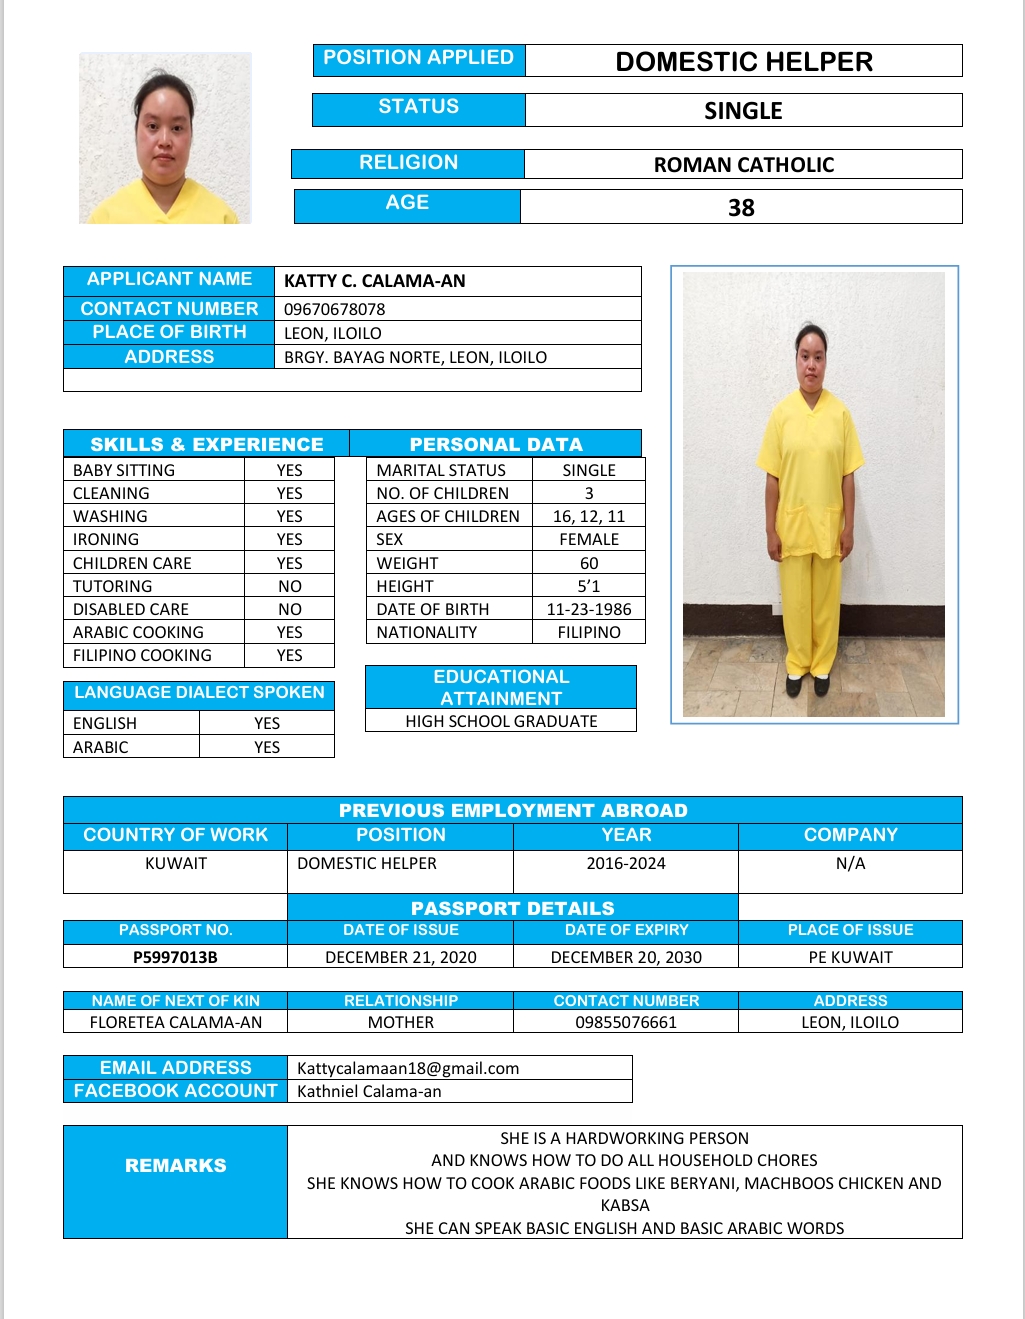 POSITION APPLIED DOMESTIC HELPER
STATUS SINGLE
RELIGION ROMAN CATHOLIC
AGE 38
APPLICANT NAME KATTY C. CALAMA-AN
CONTACT NUMBER 09670678078
PLACE OF BIRTH LEON, ILOILO
ADDRESS BRGY. BAYAG NORTE, LEON, ILOILO
SKILLS & EXPERIENCE
BABY SITTING YES
CLEANING YES
WASHING YES
IRONING YES
CHILDREN CARE YES
TUTORING NO
DISABLED CARE NO
ARABIC COOKING YES
FILIPINO COOKING YES
LANGUAGE DIALECT SPOKEN
ENGLISH YES
ARABIC YES
PERSONAL DATA
MARITAL STATUS SINGLE
NO. OF CHILDREN 3
AGES OF CHILDREN 16, 12, 11
SEX FEMALE
WEIGHT 60
HEIGHT 5’1
DATE OF BIRTH 11-23-1986
NATIONALITY FILIPINO
EDUCATIONAL
ATTAINMENT
HIGH SCHOOL GRADUATE
PREVIOUS EMPLOYMENT ABROAD
COUNTRY OF WORK POSITION YEAR COMPANY
KUWAIT DOMESTIC HELPER 2016-2024 N/A
PASSPORT DETAILS
PASSPORT NO. DATE OF ISSUE DATE OF EXPIRY PLACE OF ISSUE
P5997013B DECEMBER 21, 2020 DECEMBER 20, 2030 PE KUWAIT
NAME OF NEXT OF KIN RELATIONSHIP CONTACT NUMBER ADDRESS
FLORETEA CALAMA-AN MOTHER 09855076661 LEON, ILOILO
EMAIL ADDRESS Kattycalamaan18@gmail.com
FACEBOOK ACCOUNT Kathniel Calama-an
REMARKS
SHE IS A HARDWORKING PERSON
AND KNOWS HOW TO DO ALL HOUSEHOLD CHORES
SHE KNOWS HOW TO COOK ARABIC FOODS LIKE BERYANI, MACHBOOS CHICKEN AND
KABSA
SHE CAN SPEAK BASIC ENGLISH AND BASIC ARABIC WORDS